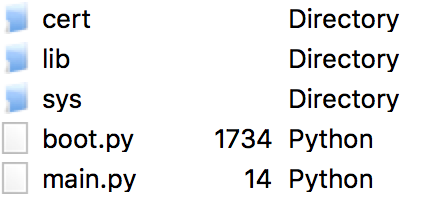 cert Directory
lib Directory
sys Directory
boot.py 1734 Python
main.py 14 Python